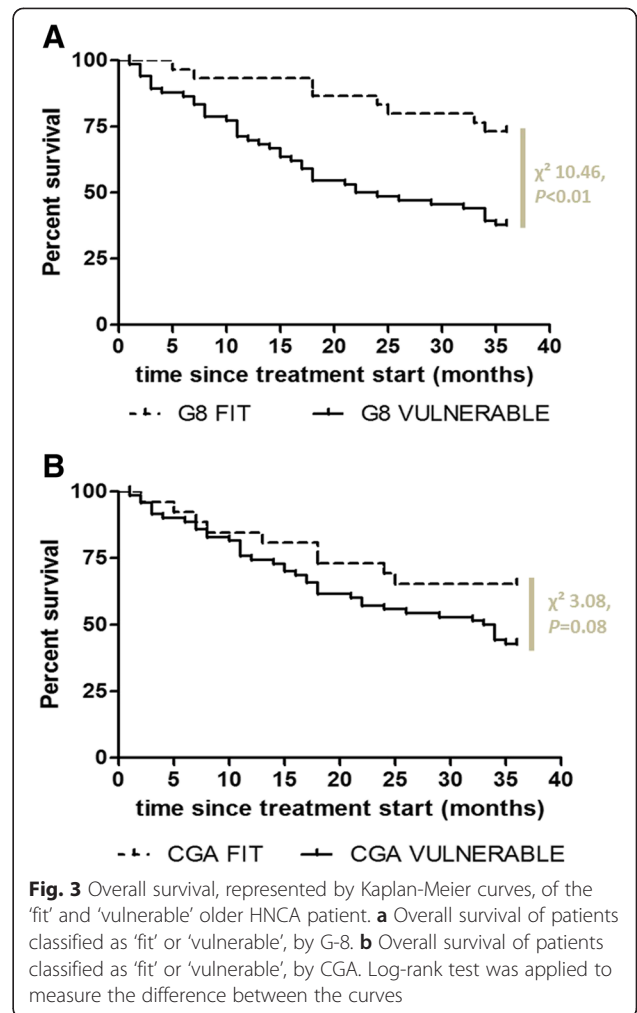 A
100
75
50
25
0
Percent survival
0 5 10 15 20 25 30 35 40
time since treatment start (months)
χ² 10.46,
P<0.01
G8 FIT G8 VULNERABLE
B
100
75
50
25
0
Percent survival
0 5 10 15 20 25 30 35 40
time since treatment start (months)
χ² 3.08,
P=0.08
CGA FIT CGA VULNERABLE
Fig. 3 Overall survival, represented by Kaplan-Meier curves, of the
‘fit’ and ‘vulnerable’ older HNCA patient. a Overall survival of patients
classified as ‘fit’ or ‘vulnerable’, by G-8. b Overall survival of patients
classified as ‘fit’ or ‘vulnerable’, by CGA. Log-rank test was applied to
measure the difference between the curves